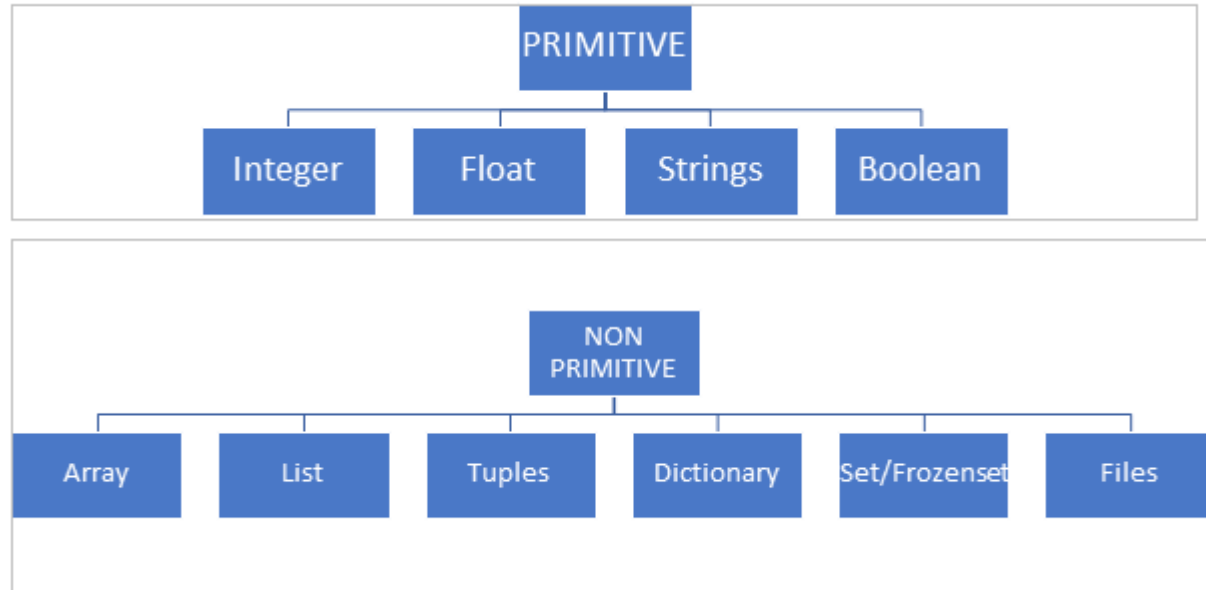 PRIMITIVE
Integer
Float
Strings
Boolean
NON
PRIMITIVE
Array
List
Tuples
Dictionary
Set/Frozenset
Files